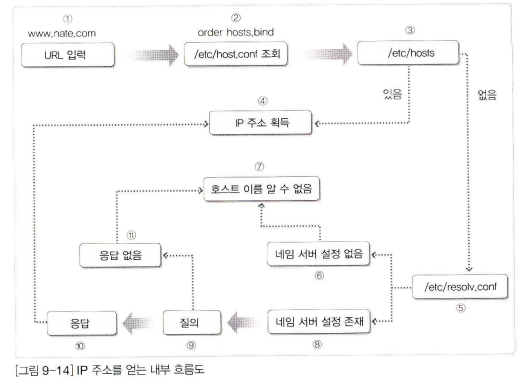 ①
www.nate.com
URL 입력
②
order hosts,bind
/etc/host.conf 조회
③
/etc/hosts
있음
없음
④
IP 주소 획득
⑦
호스트 이름 알 수 없음
⑪
응답 없음
네임 서버 설정 없음
⑥
/etc/resolv.conf
⑤
응답
⑩
질의
⑨
네임 서버 설정 존재
⑧
[그림 9-14] IP 주소를 얻는 내부 흐름도